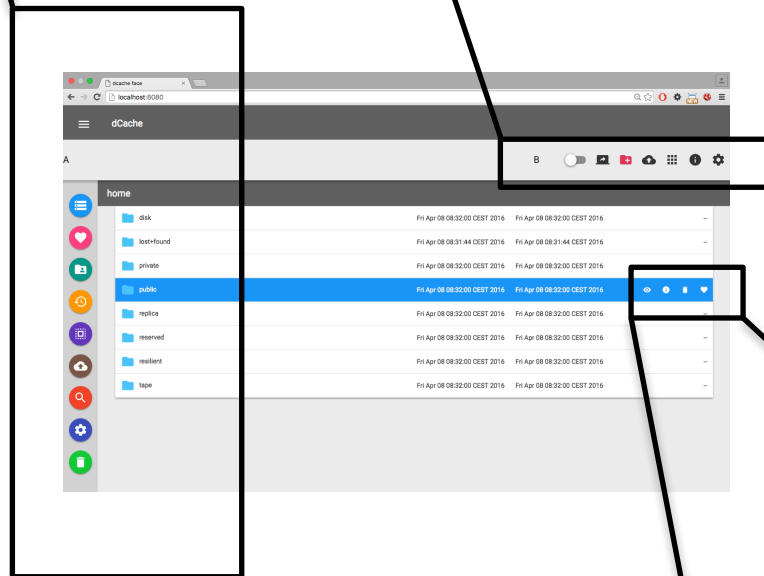 dcache face
localhost:8080
dCache
A B
home
disk Fri Apr 08 08:32:00 CEST 2016 Fri Apr 08 08:32:00 CEST 2016 –
lost+found Fri Apr 08 08:31:44 CEST 2016 Fri Apr 08 08:31:44 CEST 2016 –
private Fri Apr 08 08:32:00 CEST 2016 Fri Apr 08 08:32:00 CEST 2016
public Fri Apr 08 08:32:00 CEST 2016 Fri Apr 08 08:32:00 CEST 2016
replica Fri Apr 08 08:32:00 CEST 2016 Fri Apr 08 08:32:00 CEST 2016 –
reserved Fri Apr 08 08:32:00 CEST 2016 Fri Apr 08 08:32:00 CEST 2016 –
resilient Fri Apr 08 08:32:00 CEST 2016 Fri Apr 08 08:32:00 CEST 2016 –
tape Fri Apr 08 08:32:00 CEST 2016 Fri Apr 08 08:32:00 CEST 2016 –